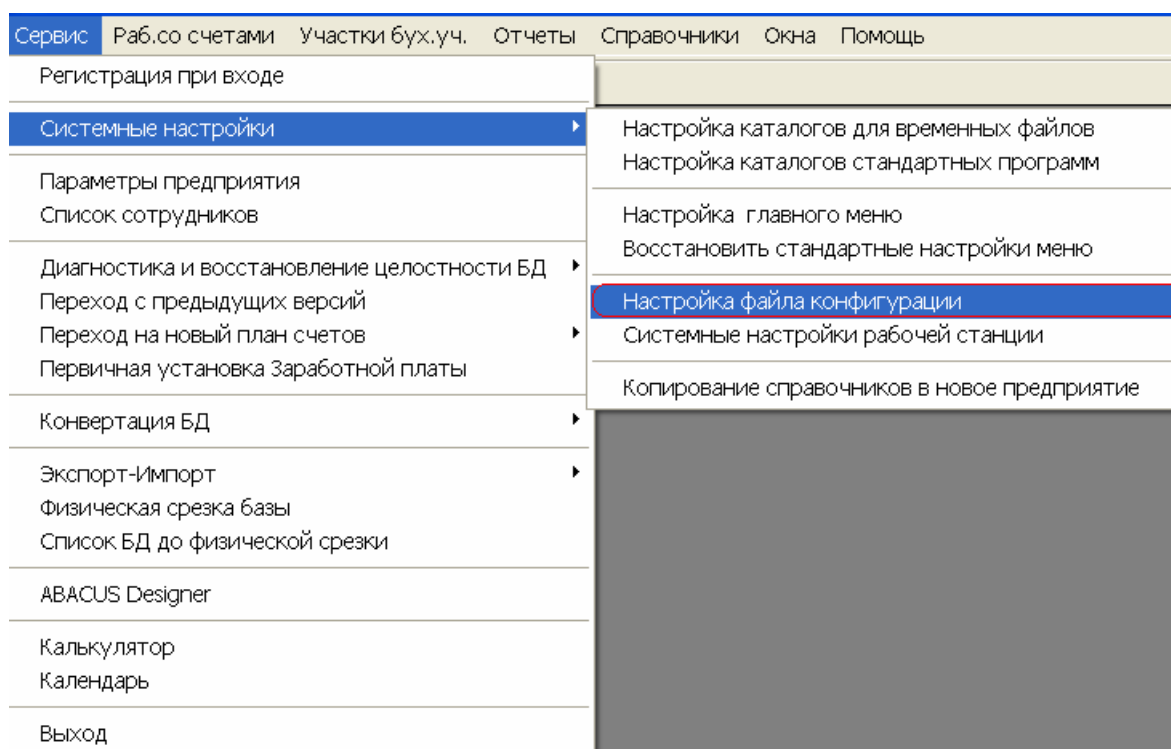 Сервис Раб.со счетами Участки бух.уч. Отчеты Справочники Окна Помощь
Регистрация при входе
Системные настройки
Параметры предприятия
Список сотрудников
Диагностика и восстановление целостности БД
Переход с предыдущих версий
Переход на новый план счетов
Первичная установка Заработной платы
Конвертация БД
Экспорт-Импорт
Физическая срезка базы
Список БД до физической срезки
ABACUS Designer
Калькулятор
Календарь
Выход
Настройка каталогов для временных файлов
Настройка каталогов стандартных программ
Настройка главного меню
Восстановить стандартные настройки меню
Настройка файла конфигурации
Системные настройки рабочей станции
Копирование справочников в новое предприятие